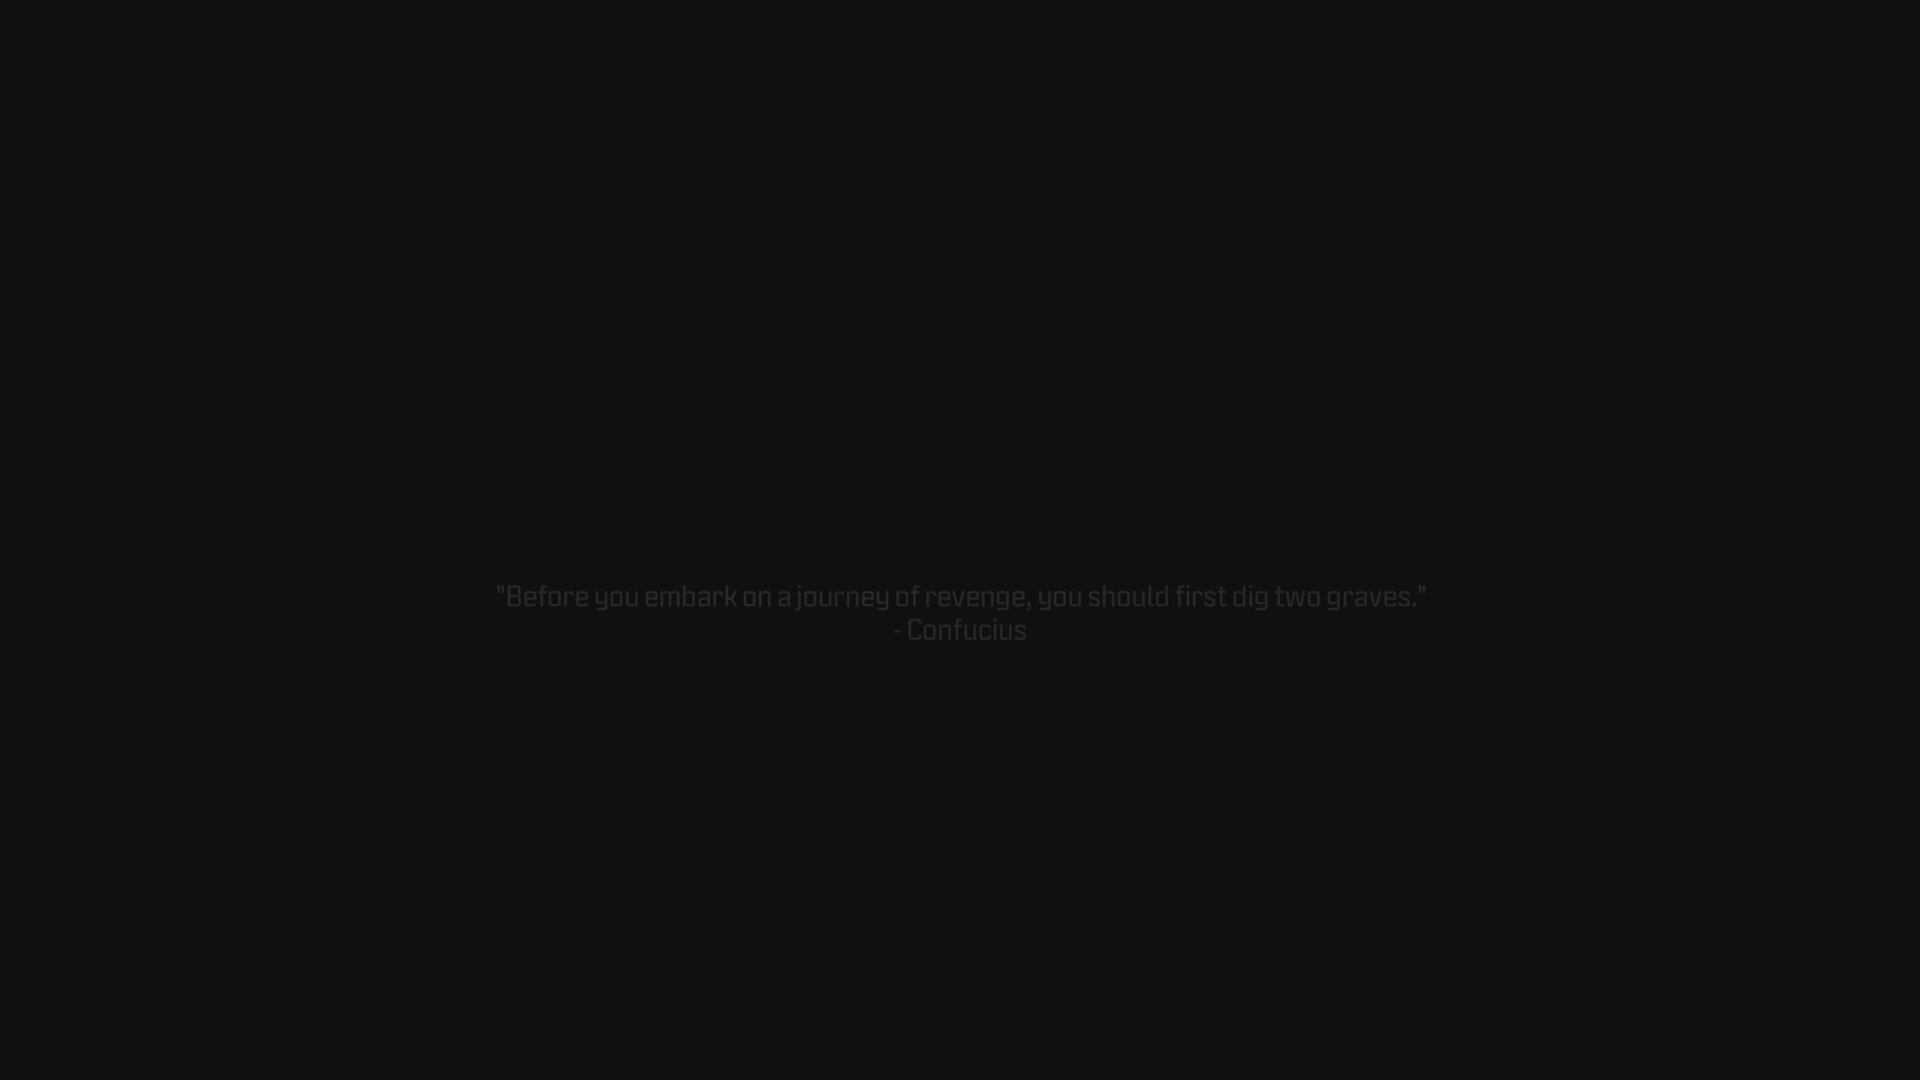 "Before you embark on a journey of revenge, you should first dig two graves."
- Confucius